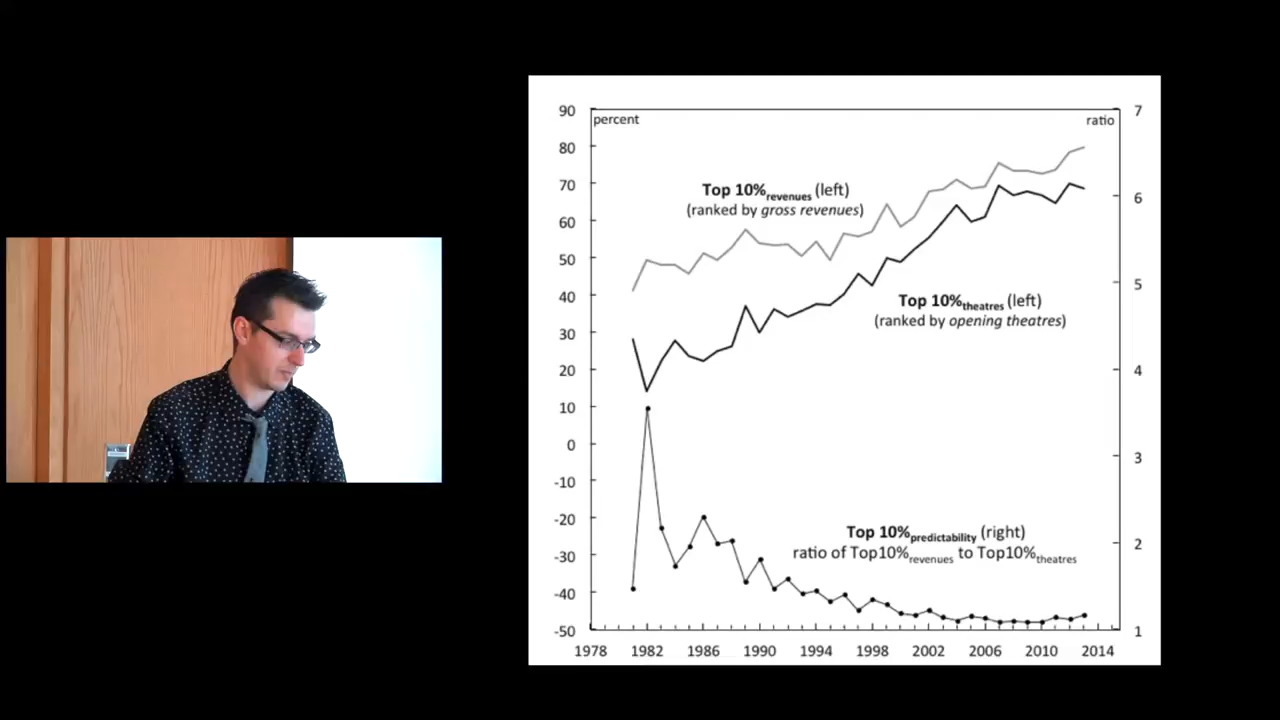 90
80
70
60
50
40
30
20
10
0
-10
-20
-30
-40
-50
percent
ratio
7
6
5
4
3
2
1
Top 10%revenues (left)
(ranked by gross revenues)
Top 10%theatres (left)
(ranked by opening theatres)
Top 10%predictability (right)
ratio of Top10%revenues to Top10%theatres
1978 1982 1986 1990 1994 1998 2002 2006 2010 2014